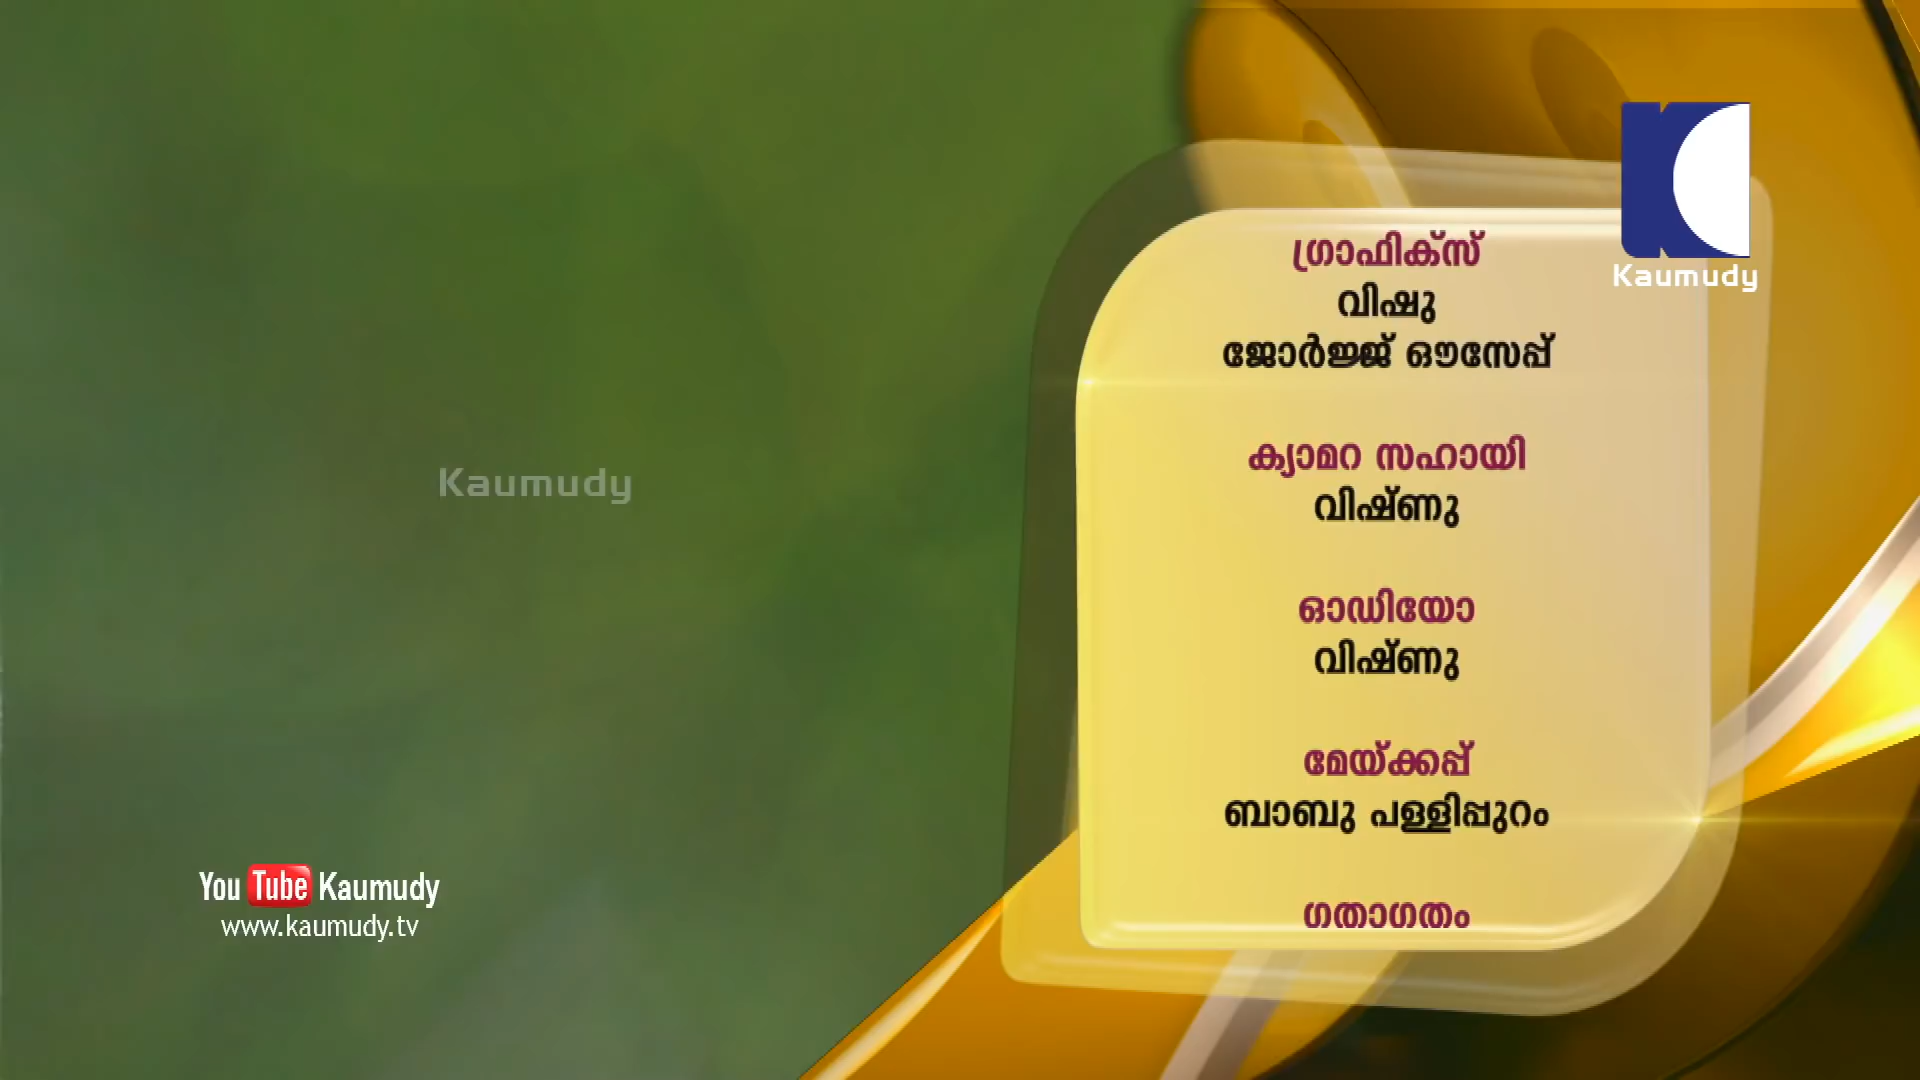 ഗ്രാഫിക്സ്
വിഷു
ജോർജ്ജ് ഔസേപ്പ്
ക്യാമറ സഹായി
വിഷ്ണു
ഓഡിയോ
വിഷ്ണു
മേയ്ക്കപ്പ്
ബാബു പള്ളിപ്പുറം
ഗതാഗതം
Kaumudy
Kaumudy
You Tube Kaumudy
www.kaumudy.tv